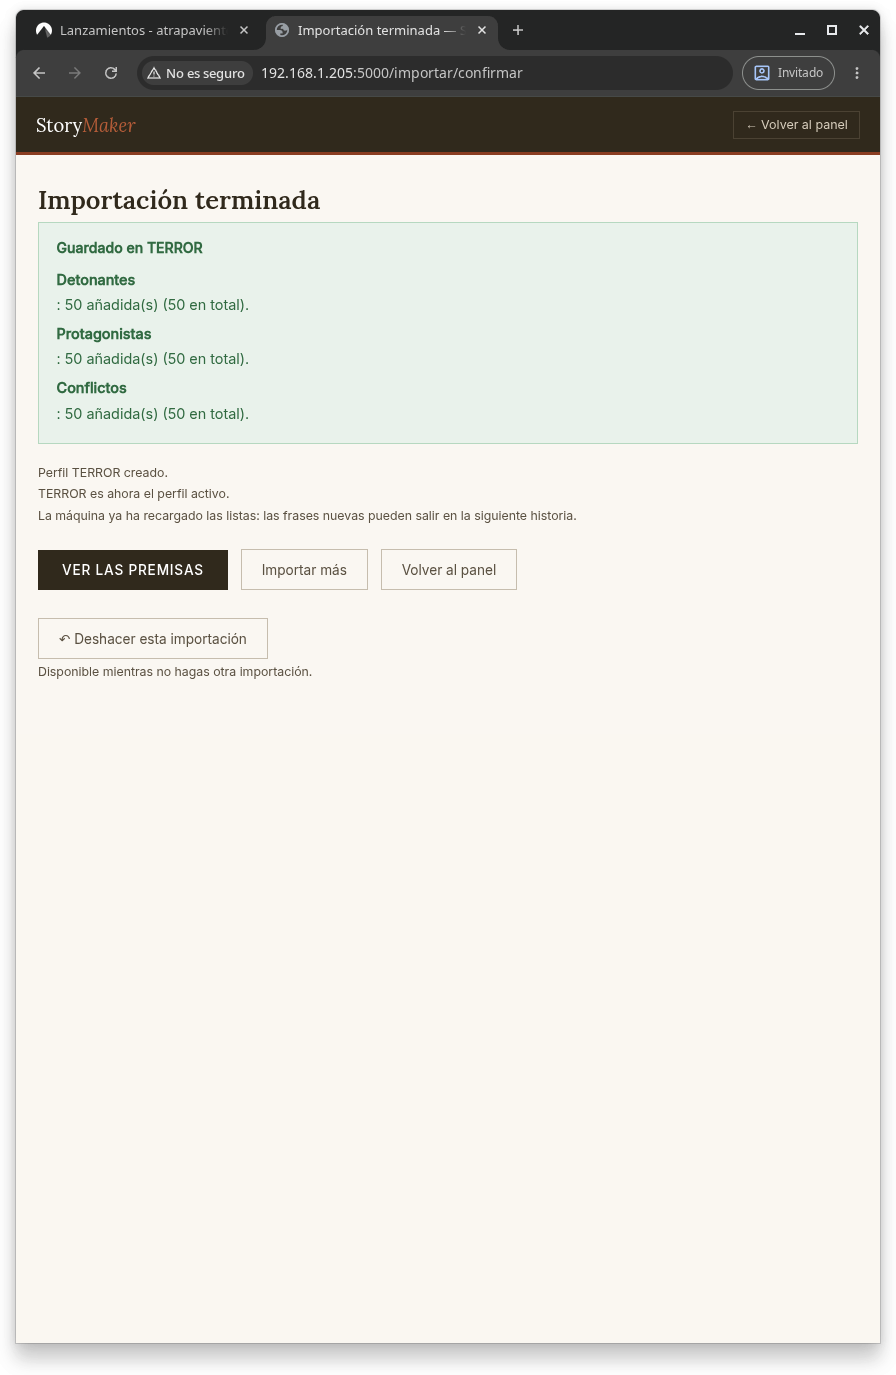 Lanzamientos - atrapavient
Importación terminada —
No es seguro
192.168.1.205:5000/importar/confirmar
Invitado
StoryMaker
← Volver al panel
Importación terminada
Guardado en TERROR
Detonantes
: 50 añadida(s) (50 en total).
Protagonistas
: 50 añadida(s) (50 en total).
Conflictos
: 50 añadida(s) (50 en total).
Perfil TERROR creado.
TERROR es ahora el perfil activo.
La máquina ya ha recargado las listas: las frases nuevas pueden salir en la siguiente historia.
VER LAS PREMISAS
Importar más
Volver al panel
↶ Deshacer esta importación
Disponible mientras no hagas otra importación.